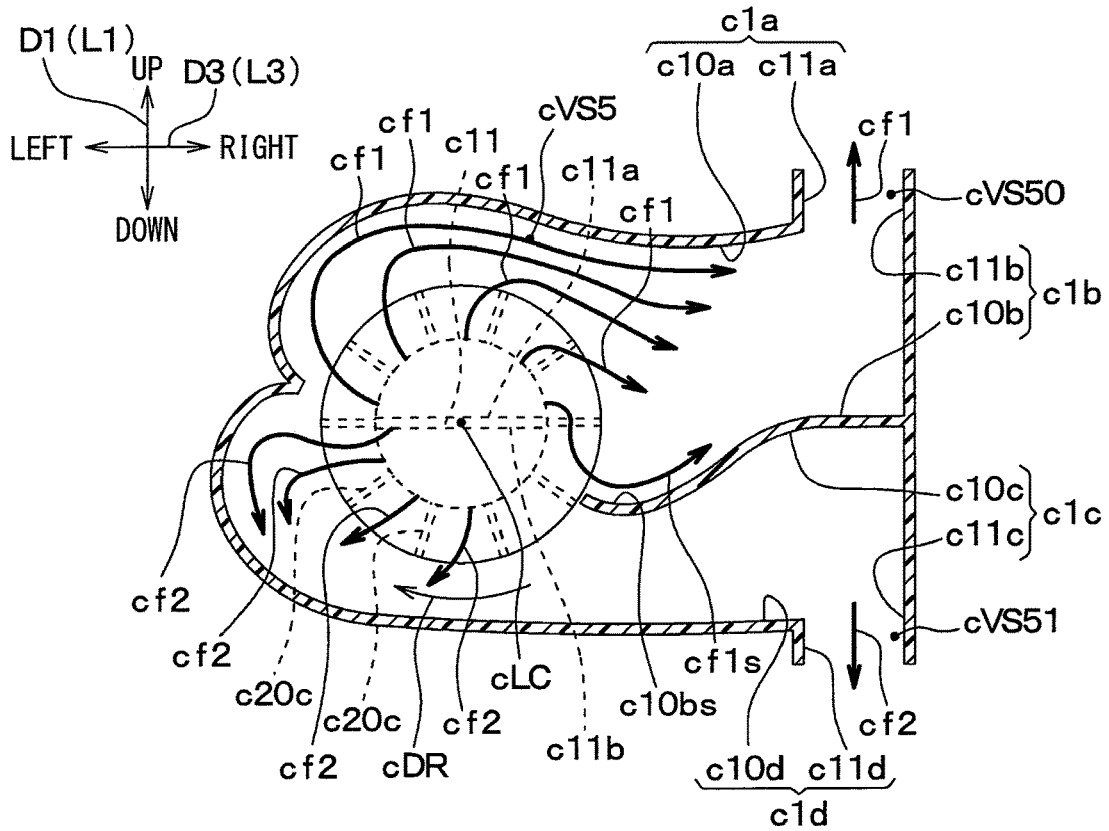 c1a
D1(L1)
UP
D3(L3)
c10a c11a
cVS5
cf1
LEFT
RIGHT
cf1
c11
cf1
cf1
c11a
cf1
cVS50
DOWN
c11b
c1b
c10b
c10c
c1c
c11c
cf2
cVS51
cf2
cf1s
c20c
cLC
c10bs
cf2
c20c
cf2
c11b
cf2
cDR
c10d c11d
c1d